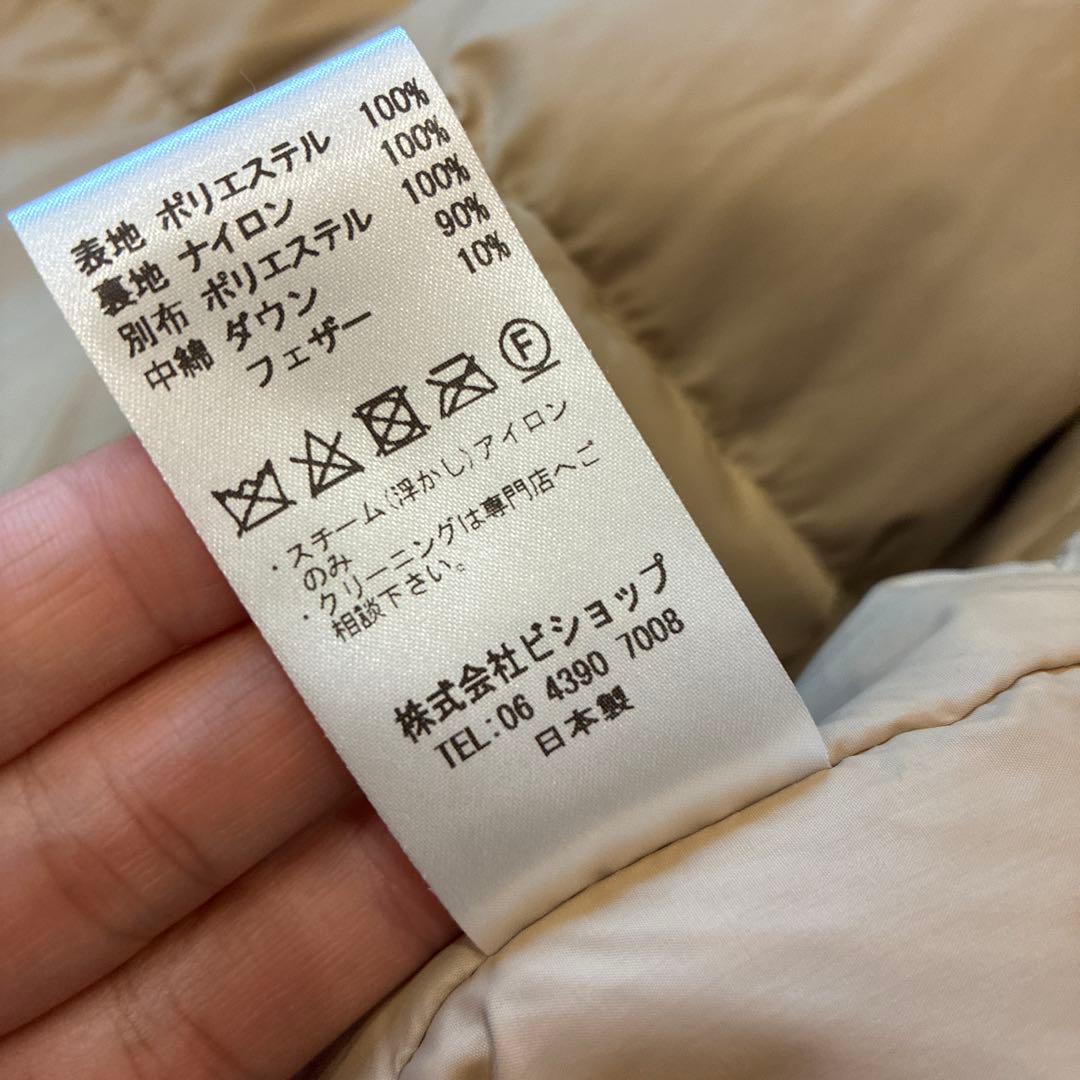 表地 ポリエステル 100%
裏地 ナイロン 100%
別布 ポリエステル 100%
中綿 ダウン 90%
フェザー 10%
F
・スチーム(浮かし)アイロン
のみ
・クリーニングは専門店へご
相談下さい。
株式会社ビショップ
TEL:06 4390 7008
日本製